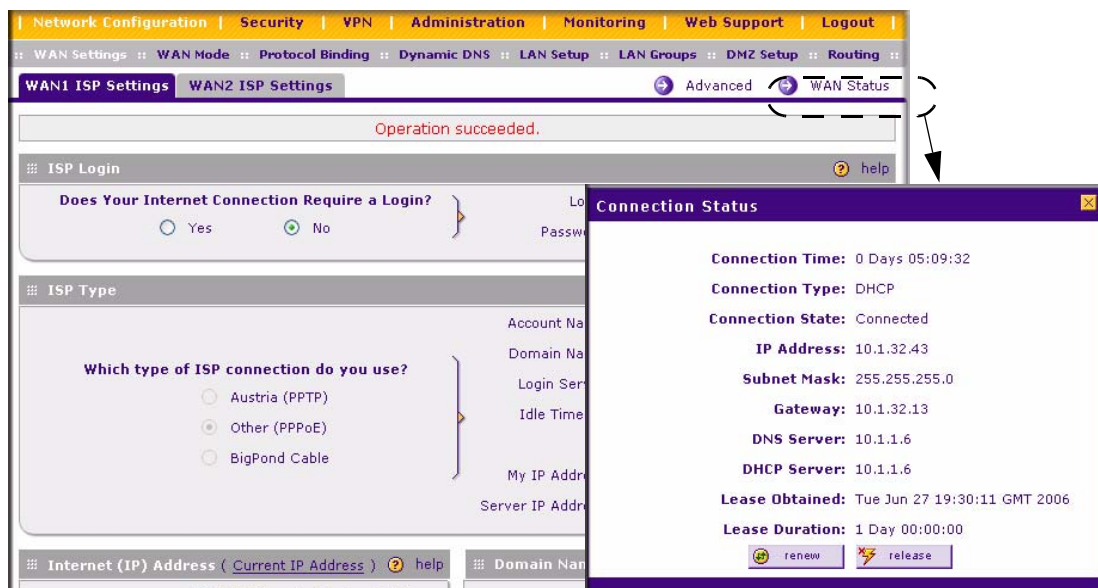 | Network Configuration | Security | VPN | Administration | Monitoring | Web Support | Logout |
:: WAN Settings :: WAN Mode :: Protocol Binding :: Dynamic DNS :: LAN Setup :: LAN Groups :: DMZ Setup :: Routing ::
WAN1 ISP Settings WAN2 ISP Settings Advanced WAN Status
Operation succeeded.
ISP Login ? help
Does Your Internet Connection Require a Login?
Yes No
Lo
Passw
ISP Type
Which type of ISP connection do you use?
Austria (PPTP)
Other (PPPoE)
BigPond Cable
Account Na
Domain Na
Login Ser
Idle Time
My IP Addr
Server IP Addr
Internet (IP) Address ( Current IP Address ) ? help
Domain Nan
Connection Status
Connection Time: 0 Days 05:09:32
Connection Type: DHCP
Connection State: Connected
IP Address: 10.1.32.43
Subnet Mask: 255.255.255.0
Gateway: 10.1.32.13
DNS Server: 10.1.1.6
DHCP Server: 10.1.1.6
Lease Obtained: Tue Jun 27 19:30:11 GMT 2006
Lease Duration: 1 Day 00:00:00
renew release